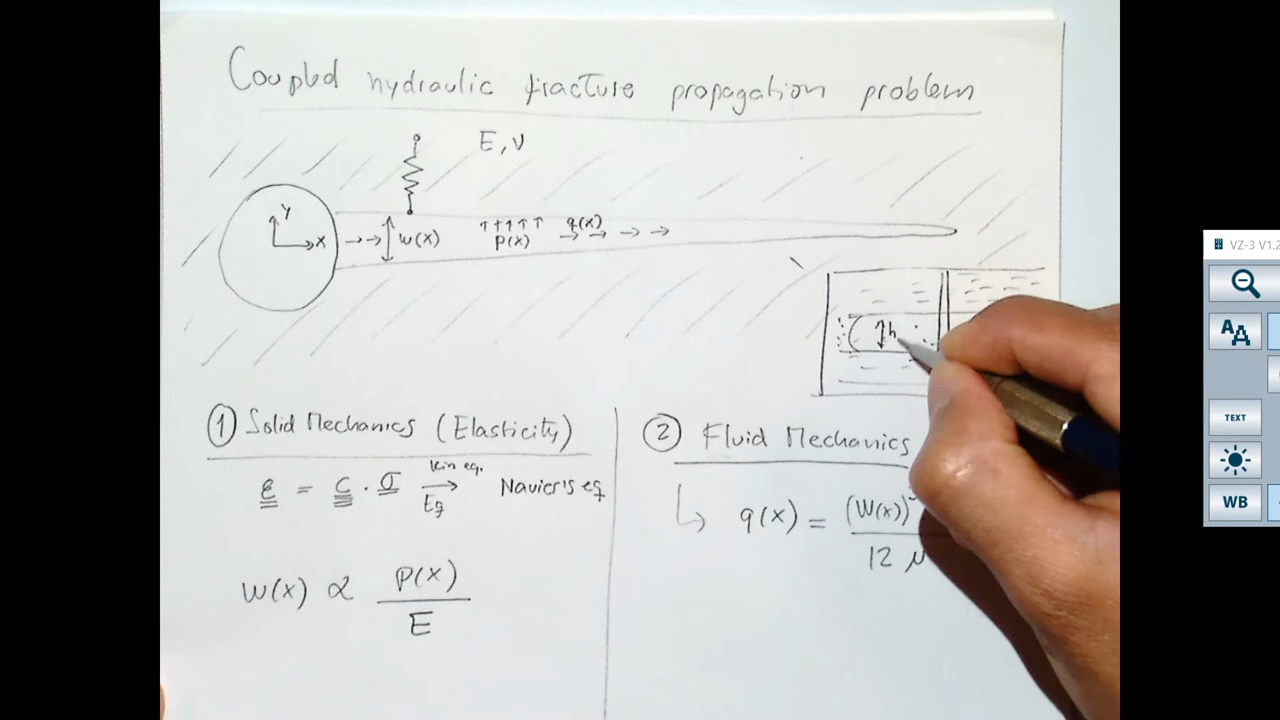 Coupled hydraulic fracture propagation problem
E, ν
y
x
w(x)
p(x)
q(x)
h
① Solid Mechanics (Elasticity)
ε = C · σ
Kin eq.
→
Eq
Navier's eq
w(x) ∝ P(x)
E
② Fluid Mechanics
↳ q(x) = (W(x))
12 μ
VZ-3 V1.2
AA
TEXT
WB